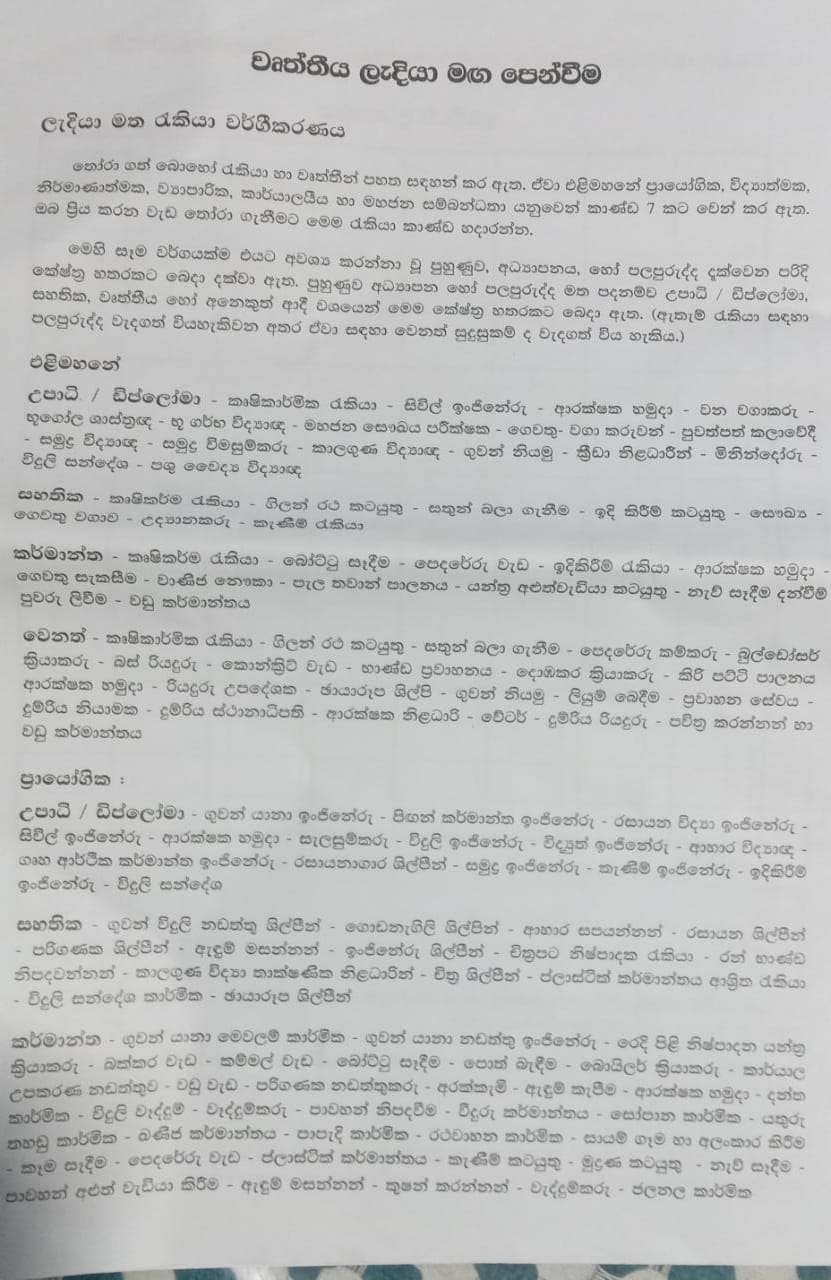 වෘත්තීය ලැදියා මඟ පෙන්වීම
ලැදියා මත රැකියා වර්ගීකරණය
තෝරා ගත් බොහෝ රැකියා හා වෘත්තීන් පහත සඳහන් කර ඇත. ඒවා එළිමහනේ ප්‍රායෝගික, විද්‍යාත්මක,
නිර්මාණාත්මක, ව්‍යාපාරික, කාර්යාලයීය හා මහජන සම්බන්ධතා යනුවෙන් කාණ්ඩ 7 කට වෙන් කර ඇත.
ඔබ ප්‍රිය කරන වැඩ තෝරා ගැනීමට මෙම රැකියා කාණ්ඩ හදාරන්න.
මෙහි සෑම වර්ගයක්ම එයට අවශ්‍ය කරන්නා වූ පුහුණුව, අධ්‍යාපනය, හෝ පලපුරුද්ද දැක්වෙන පරිදි
කේෂ්ත්‍ර හතරකට බෙදා දක්වා ඇත. පුහුණුව අධ්‍යාපන හෝ පලපුරුද්ද මත පදනම්ව උපාධි / ඩිප්ලෝමා,
සහතික, වෘත්තීය හෝ අනෙකුත් ආදී වශයෙන් මෙම කේෂ්ත්‍ර හතරකට බෙදා ඇත. (ඇතැම් රැකියා සඳහා
පලපුරුද්ද වැදගත් වියහැකිවන අතර ඒවා සඳහා වෙනත් සුදුසුකම් ද වැදගත් විය හැකිය.)
එළිමහනේ
උපාධි / ඩිප්ලෝමා - කෘෂිකාර්මික රැකියා - සිවිල් ඉංජිනේරු - ආරක්ෂක හමුදා - වන වගාකරු -
භූගෝල ශාස්ත්‍රඥ - භූ ගර්භ විද්‍යාඥ - මහජන සෞඛ්‍ය පරීක්ෂක - ගෙවතු- වගා කරුවන් - පුවත්පත් කලාවේදී
- සමුද්‍ර විද්‍යාඥ - සමුද්‍ර විමසුම්කරු - කාලගුණ විද්‍යාඥ - ගුවන් නියමු - ක්‍රීඩා නිළධාරීන් - මිනින්දෝරු -
විදුලි සන්දේශ - පශු වෛද්‍ය විද්‍යාඥ
සහතික - කෘෂිකර්ම රැකියා - ගිලන් රථ කටයුතු - සතුන් බලා ගැනීම - ඉදි කිරීම් කටයුතු - සෞඛ්‍ය -
ගෙවතු වගාව - උද්‍යානකරු - කැණීම් රැකියා
කර්මාන්ත - කෘෂිකර්ම රැකියා - බෝට්ටු සෑදීම - පෙදරේරු වැඩ - ඉදිකිරීම් රැකියා - ආරක්ෂක හමුදා -
ගෙවතු සැකසීම - වාණිජ නෞකා - පැල තවාන් පාලනය - යන්ත්‍ර අළුත්වැඩියා කටයුතු - නැව් සෑදීම දැන්වීම්
පුවරු ලිවීම - වඩු කර්මාන්තය
වෙනත් - කෘෂිකාර්මික රැකියා - ගිලන් රථ කටයුතු - සතුන් බලා ගැනීම - පෙදරේරු කම්කරු - බුල්ඩෝසර්
ක්‍රියාකරු - බස් රියදුරු - කොන්ක්‍රිට් වැඩ - භාණ්ඩ ප්‍රවාහනය - දොඹකර ක්‍රියාකරු - කිරි පට්ටි පාලනය
ආරක්ෂක හමුදා - රියදුරු උපදේශක - ඡායාරූප ශිල්පි - ගුවන් නියමු - ලියුම් බෙදීම - ප්‍රවාහන සේවය -
දුම්රිය නියාමක - දුම්රිය ස්ථානාධිපති - ආරක්ෂක නිළධාරි - වේටර් - දුම්රිය රියදුරු - පවිත්‍ර කරන්නන් හා
වඩු කර්මාන්තය
ප්‍රායෝගික :
උපාධි / ඩිප්ලෝමා - ගුවන් යානා ඉංජිනේරු - පිඟන් කර්මාන්ත ඉංජිනේරු - රසායන විද්‍යා ඉංජිනේරු -
සිවිල් ඉංජිනේරු - ආරක්ෂක හමුදා - සැලසුම්කරු - විදුලි ඉංජිනේරු - විද්‍යුත් ඉංජිනේරු - ආහාර විද්‍යාඥ -
ගෘහ ආර්ථික කර්මාන්ත ඉංජිනේරු - රසායනාගාර ශිල්පීන් - සමුද්‍ර ඉංජිනේරු - කැණීම් ඉංජිනේරු - ඉදිකිරීම්
ඉංජිනේරු - විදුලි සන්දේශ
සහතික - ගුවන් විදුලි නඩත්තු ශිල්පීන් - ගොඩනැගිලි ශිල්පීන් - ආහාර සපයන්නන් - රසායන ශිල්පීන්
- පරිගණක ශිල්පීන් - ඇඳුම් මසන්නන් - ඉංජිනේරු ශිල්පීන් - චිත්‍රපට නිෂ්පාදක රැකියා - රන් භාණ්ඩ
නිපදවන්නන් - කාලගුණ විද්‍යා තාක්ෂණික නිළධාරීන් - චිත්‍ර ශිල්පීන් - ප්ලාස්ටික් කර්මාන්තය ආශ්‍රිත රැකියා
- විදුලි සන්දේශ කාර්මික - ඡායාරූප ශිල්පීන්
කර්මාන්ත - ගුවන් යානා මෙවලම් කාර්මික - ගුවන් යානා නඩත්තු ඉංජිනේරු - රෙදි පිළි නිෂ්පාදන යන්ත්‍ර
ක්‍රියාකරු - බක්කර වැඩ - කම්මල් වැඩ - බෝට්ටු සෑදීම - පොත් බැඳීම - බොයිලර් ක්‍රියාකරු - කාර්යාල
උපකරණ නඩත්තුව - වඩු වැඩ - පරිගණක නඩත්තුකරු - අරක්කැමි - ඇඳුම් කැපීම - ආරක්ෂක හමුදා - දන්ත
කාර්මික - විදුලි වෑද්දුම් - වෑද්දුම්කරු - පාවහන් නිපදවීම - වීදුරු කර්මාන්තය - සෝපාන කාර්මික - යතුරු
තහඩු කාර්මික - ඛණිජ කර්මාන්තය - පාපැදි කාර්මික - රථවාහන කාර්මික - සායම් ගෑම හා අලංකාර කිරීම
- කෑම සෑදීම - පෙදරේරු වැඩ - ප්ලාස්ටික් කර්මාන්තය - කැණීම් කටයුතු - මුද්‍රණ කටයුතු - නැව් සෑදීම -
පාවහන් අළුත් වැඩියා කිරීම - ඇඳුම් මසන්නන් - කුෂන් කරන්නන් - වැද්දුම්කරු - ජලනල කාර්මික